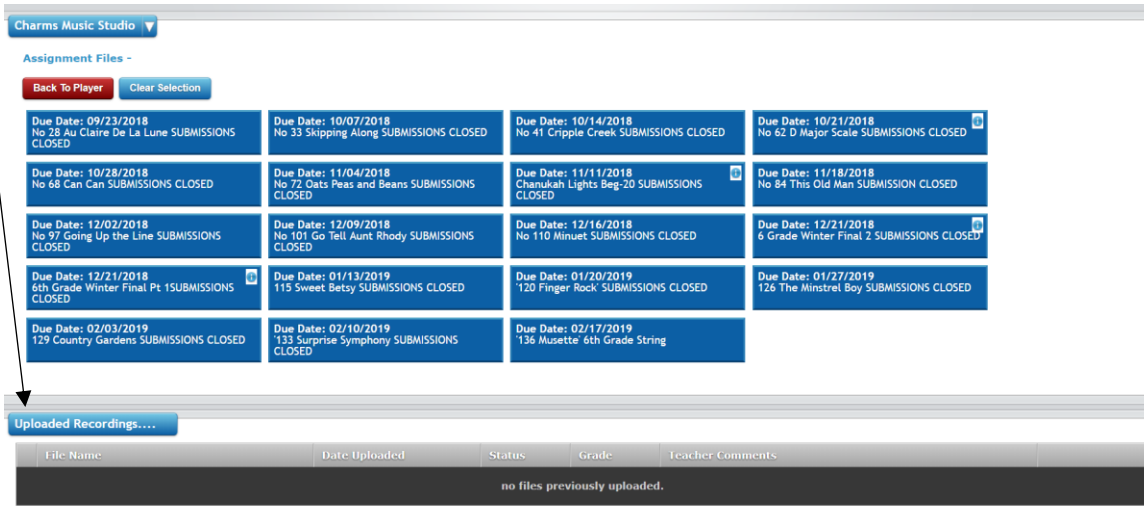 Charms Music Studio
Assignment Files -
Back To Player
Clear Selection
Due Date: 09/23/2018
No 28 Au Claire De La Lune SUBMISSIONS
CLOSED
Due Date: 10/07/2018
No 33 Skipping Along SUBMISSIONS CLOSED
Due Date: 10/14/2018
No 41 Cripple Creek SUBMISSIONS CLOSED
Due Date: 10/21/2018
No 62 D Major Scale SUBMISSIONS CLOSED
Due Date: 10/28/2018
No 68 Can Can SUBMISSIONS CLOSED
Due Date: 11/04/2018
No 72 Oats Peas and Beans SUBMISSIONS
CLOSED
Due Date: 11/11/2018
Chanukah Lights Beg-20 SUBMISSIONS
CLOSED
Due Date: 11/18/2018
No 84 This Old Man SUBMISSION CLOSED
Due Date: 12/02/2018
No 97 Going Up the Line SUBMISSIONS
CLOSED
Due Date: 12/09/2018
No 101 Go Tell Aunt Rhody SUBMISSIONS
CLOSED
Due Date: 12/16/2018
No 110 Minuet SUBMISSIONS CLOSED
Due Date: 12/21/2018
6 Grade Winter Final 2 SUBMISSIONS CLOSED
Due Date: 12/21/2018
6th Grade Winter Final Pt 1SUBMISSIONS
CLOSED
Due Date: 01/13/2019
115 Sweet Betsy SUBMISSIONS CLOSED
Due Date: 01/20/2019
'120 Finger Rock' SUBMISSIONS CLOSED
Due Date: 01/27/2019
126 The Minstrel Boy SUBMISSIONS CLOSED
Due Date: 02/03/2019
129 Country Gardens SUBMISSIONS CLOSED
Due Date: 02/10/2019
'133 Surprise Symphony SUBMISSIONS
CLOSED
Due Date: 02/17/2019
'136 Musette' 6th Grade String
Uploaded Recordings....
File Name Date Uploaded Status Grade Teacher Comments
no files previously uploaded.